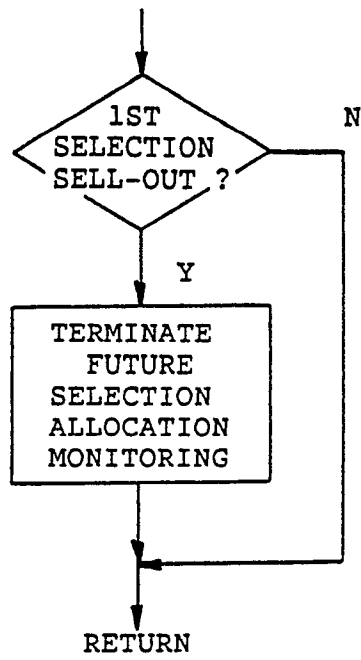 1ST
SELECTION
SELL-OUT ?
N
Y
TERMINATE
FUTURE
SELECTION
ALLOCATION
MONITORING
RETURN